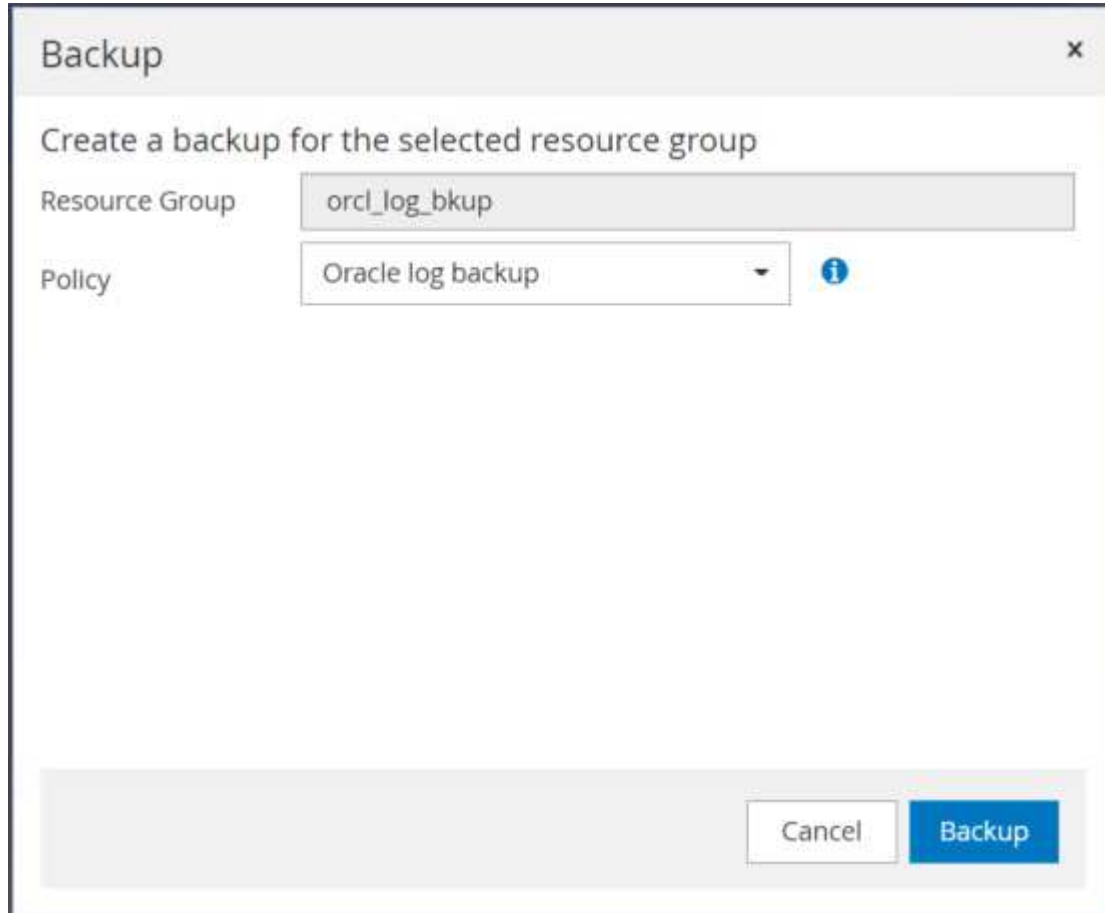 Backup
Create a backup for the selected resource group
Resource Group orcl_log_bkup
Policy Oracle log backup
Cancel Backup